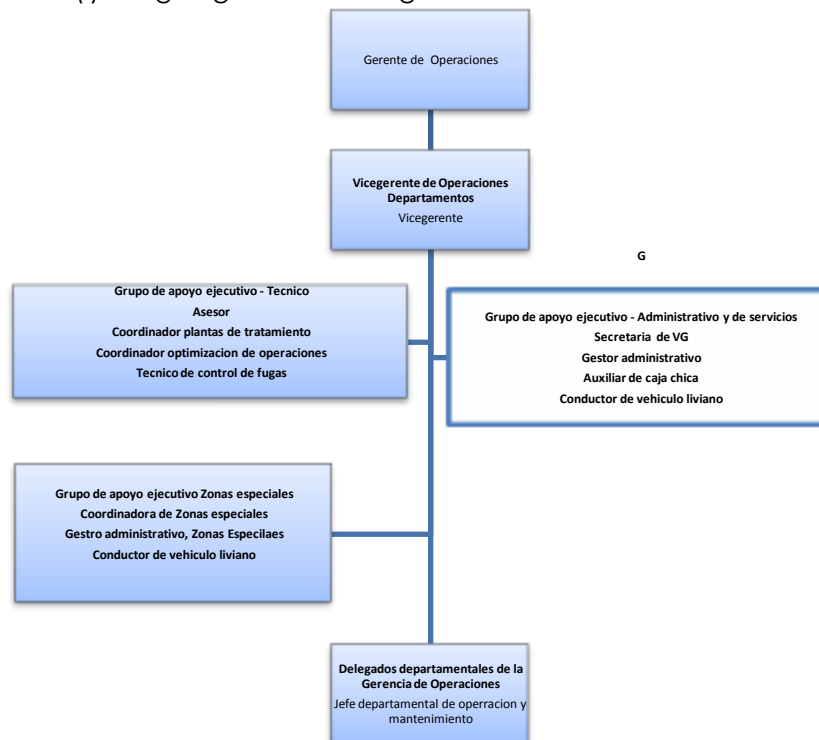 Gerente de Operaciones
Vicegerente de Operaciones
Departamentos
Vicegerente
G
Grupo de apoyo ejecutivo - Tecnico
Asesor
Coordinador plantas de tratamiento
Coordinador optimizacion de operaciones
Tecnico de control de fugas
Grupo de apoyo ejecutivo - Administrativo y de servicios
Secretaria de VG
Gestor administrativo
Auxiliar de caja chica
Conductor de vehiculo liviano
Grupo de apoyo ejecutivo Zonas especiales
Coordinadora de Zonas especiales
Gestro administrativo, Zonas Especilaes
Conductor de vehiculo liviano
Delegados departamentales de la
Gerencia de Operaciones
Jefe departamental de operracion y
mantenimiento